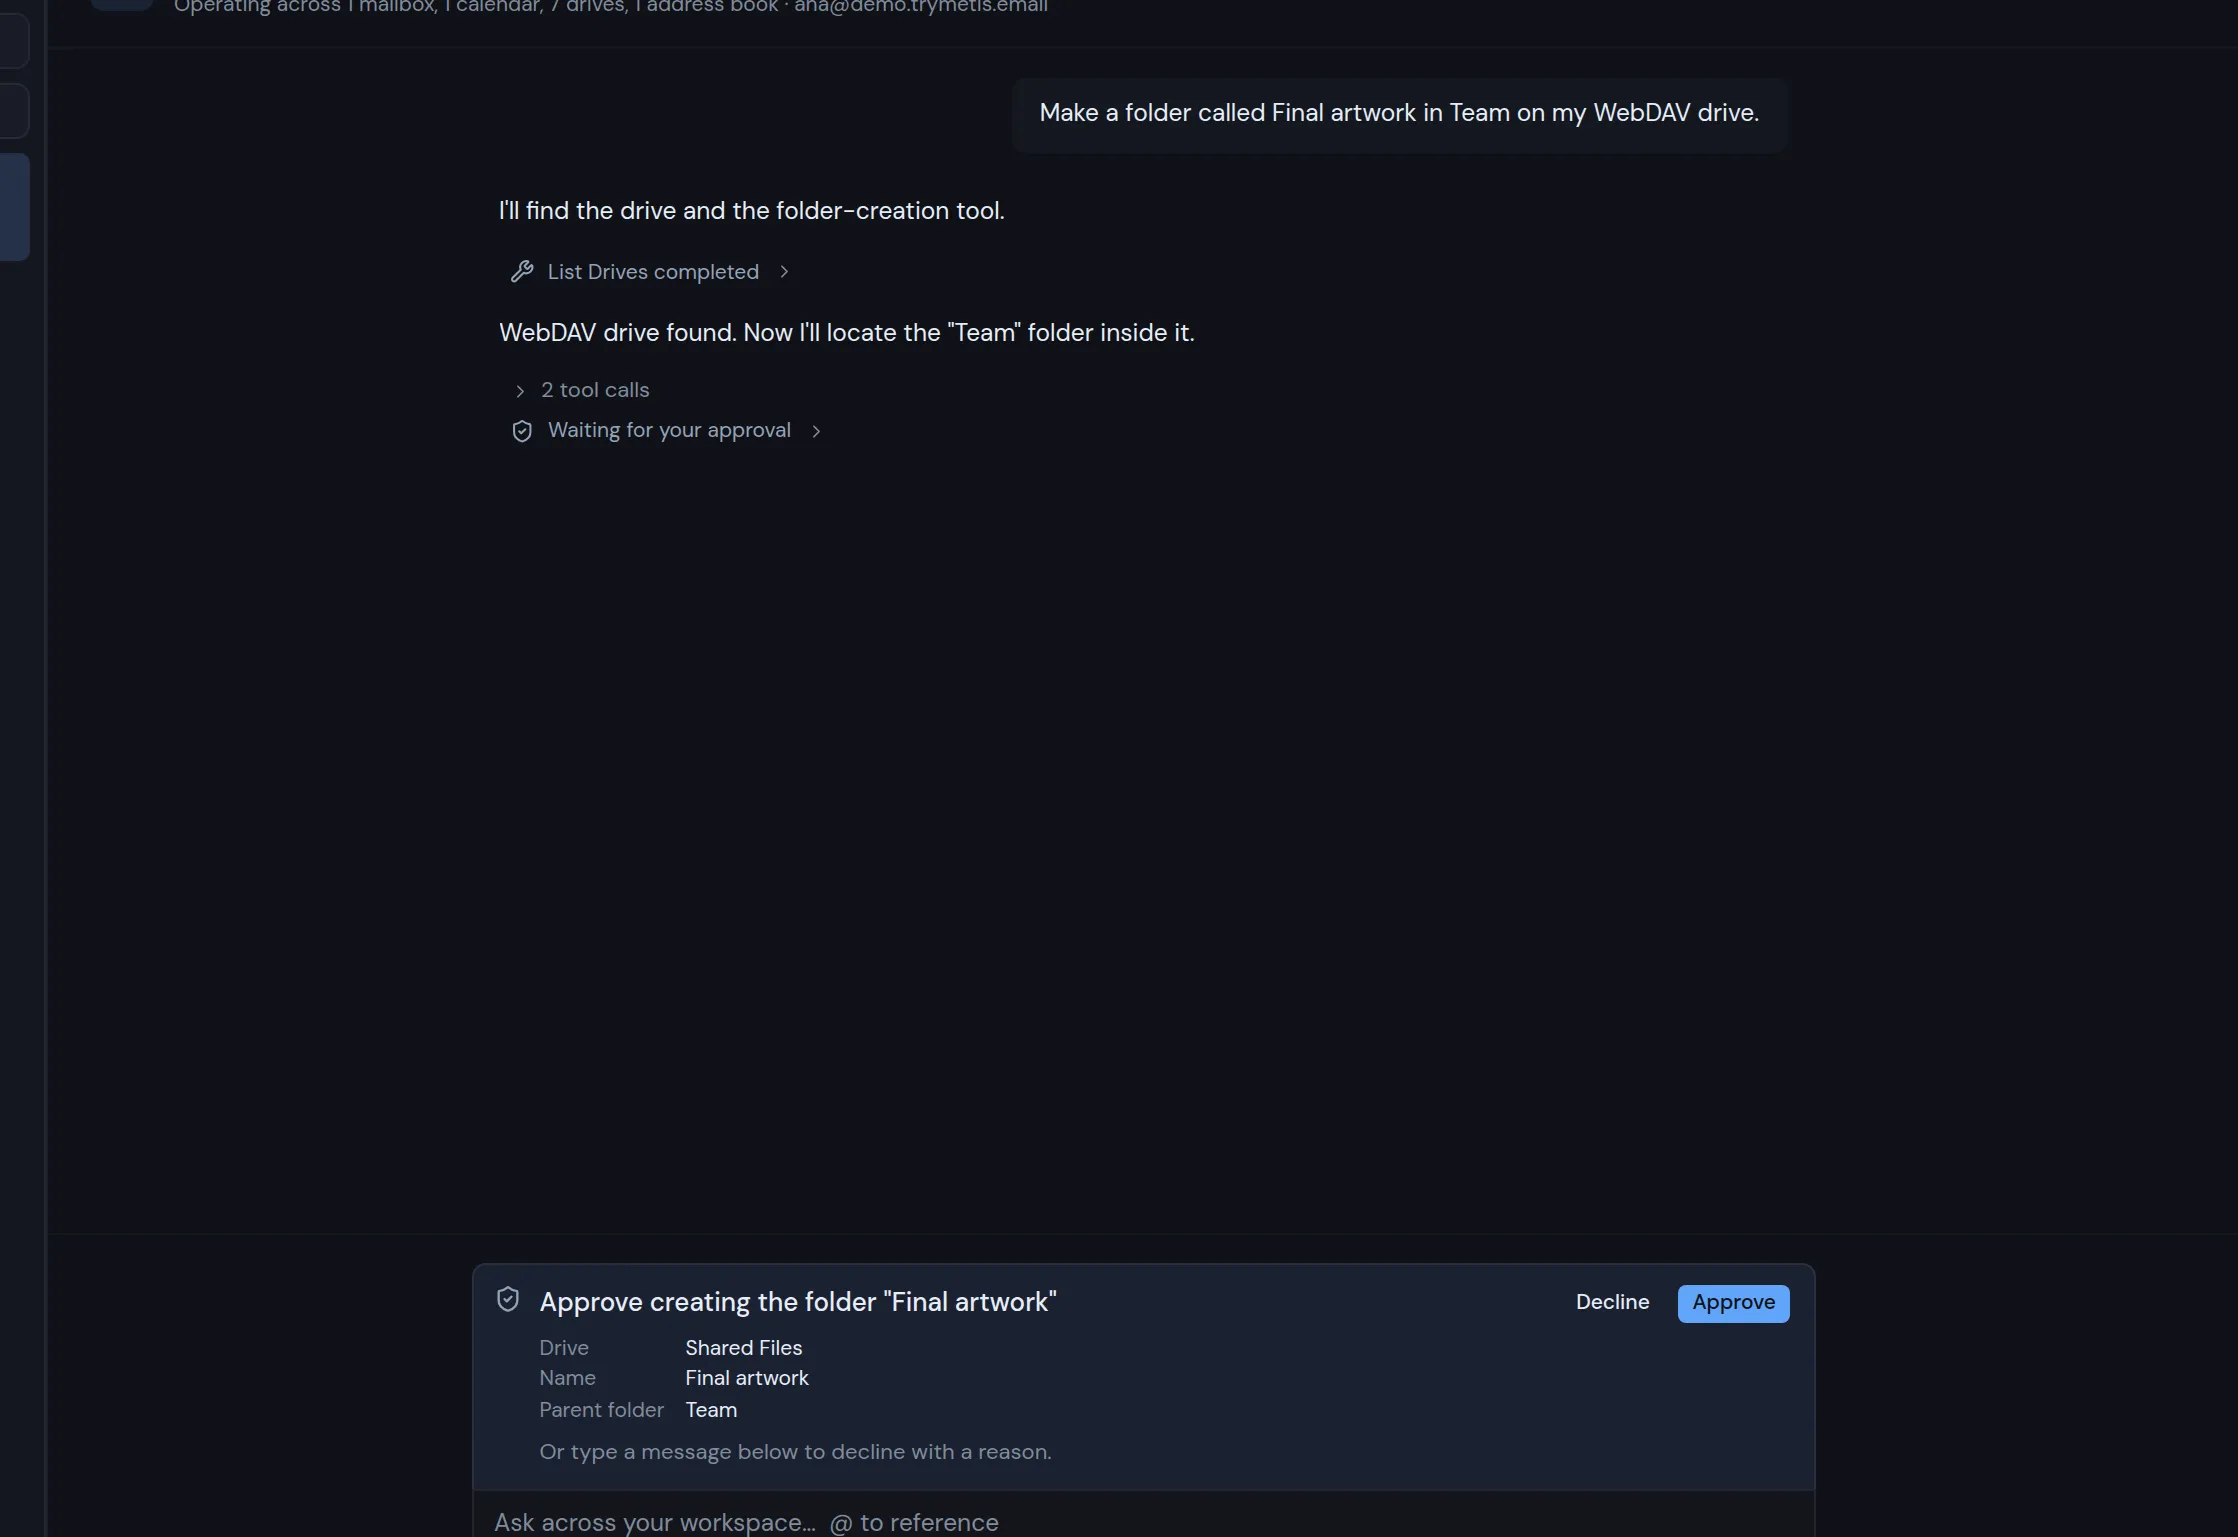 Operating across 1 mailbox, 1 calendar, 7 drives, 1 address book · ana@demo.trymetis.email
Make a folder called Final artwork in Team on my WebDAV drive.
I'll find the drive and the folder-creation tool.
List Drives completed
WebDAV drive found. Now I'll locate the "Team" folder inside it.
2 tool calls
Waiting for your approval
Approve creating the folder "Final artwork"
Decline
Approve
Drive Shared Files
Name Final artwork
Parent folder Team
Or type a message below to decline with a reason.
Ask across your workspace... @ to reference